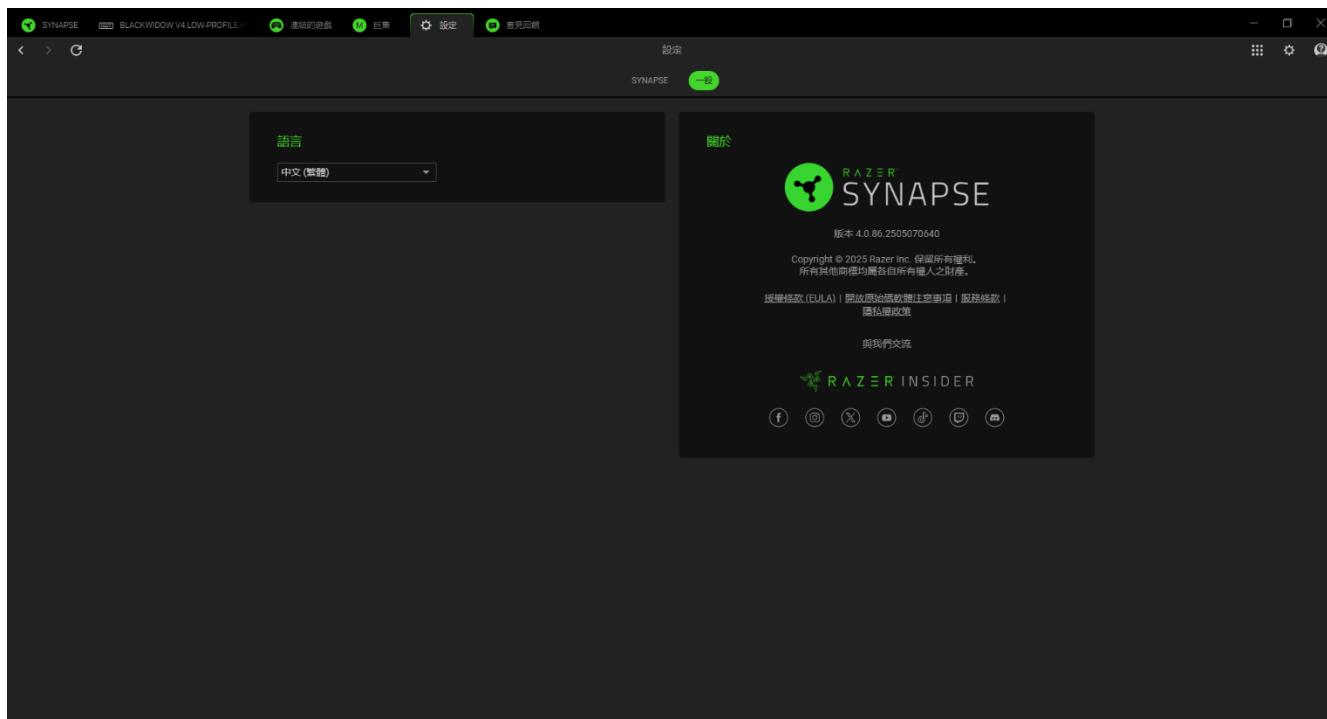 SYNAPSE
BLACKWIDOW V4 LOW-PROFILE
連結的遊戲
M
巨集
設定
意見回饋
設定
SYNAPSE
一般
語言
中文 (繁體)
關於
RAZER
SYNAPSE
版本 4.0.86.2505070640
Copyright © 2025 Razer Inc. 保留所有權利。
所有其他商標均屬各自所有權人之財產。
授權條款 (EULA) | 開放原始碼軟體注意事項 | 服務條款 |
隱私權政策
與我們交流
RAZER INSIDER